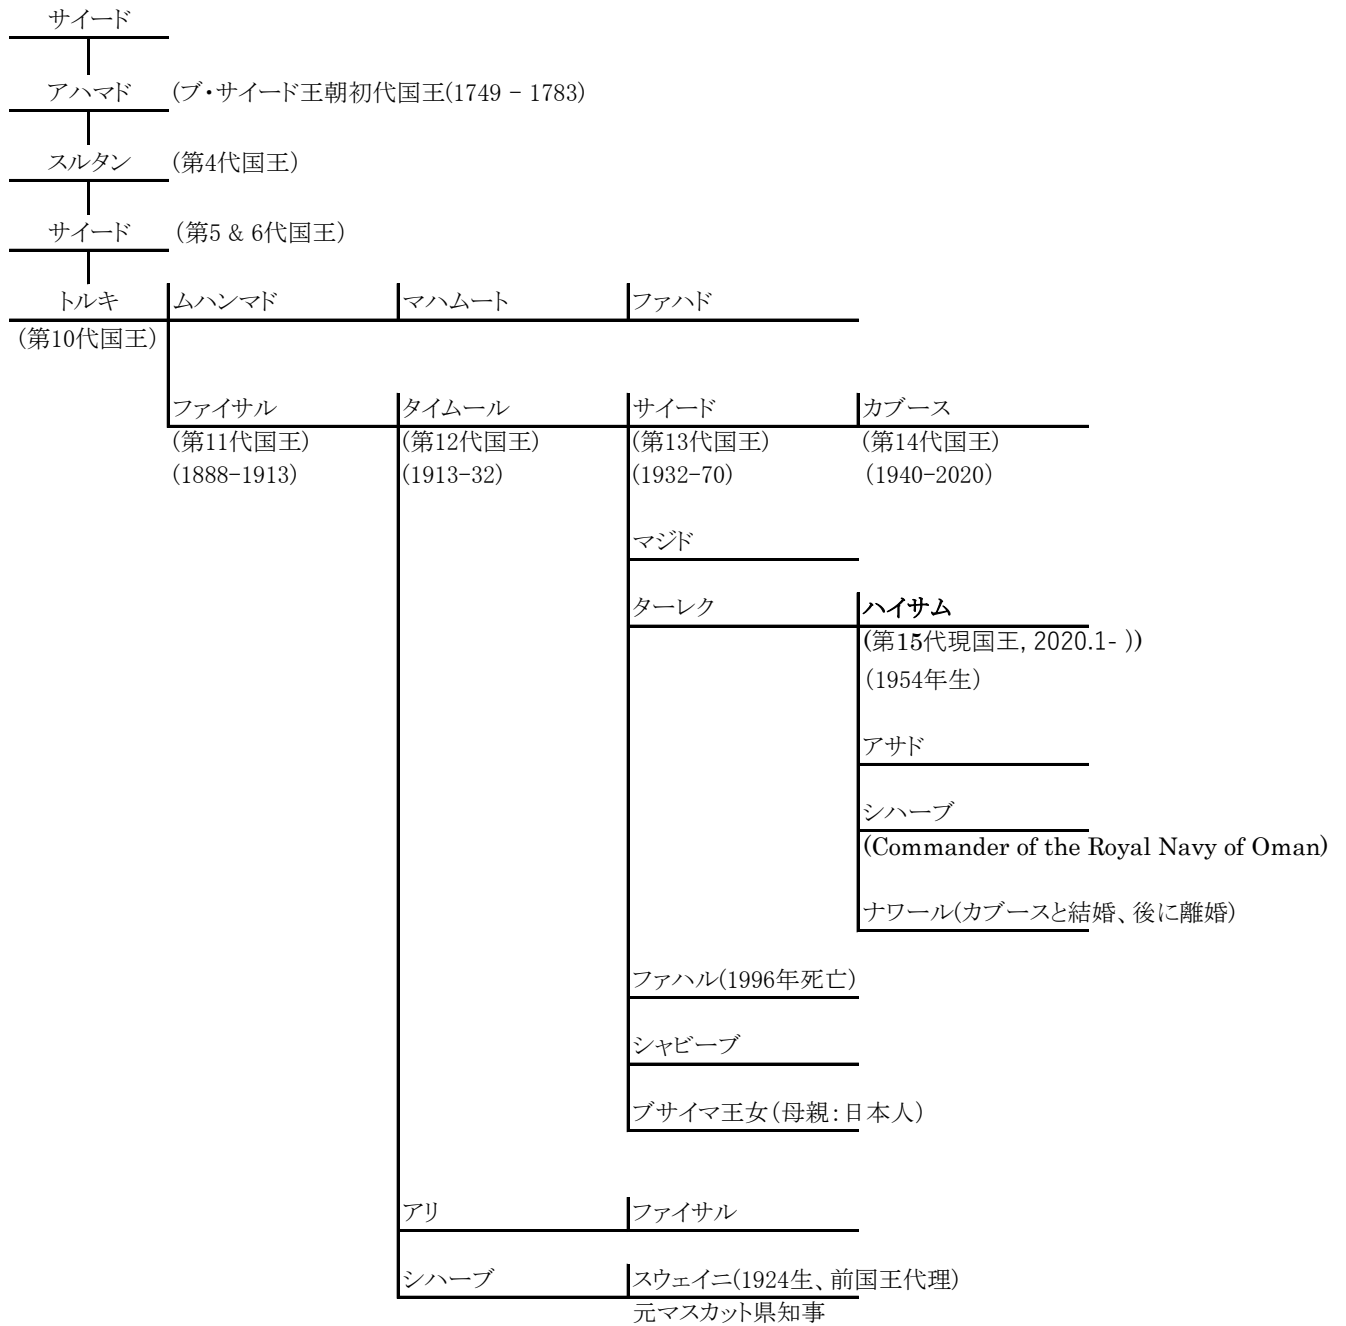 サイード
アハマド (ブ・サイード王朝初代国王(1749 - 1783)
スルタン (第4代国王)
サイード (第5 & 6代国王)
トルキ ムハンマド マハムート ファハド
(第10代国王)
ファイサル タイムール サイード カブース
(第11代国王) (第12代国王) (第13代国王) (第14代国王)
(1888-1913) (1913-32) (1932-70) (1940-2020)
マジド
ターレク ハイサム
(第15代現国王, 2020.1- ))
(1954年生)
アサド
シハーブ
(Commander of the Royal Navy of Oman)
ナワール(カブースと結婚、後に離婚)
ファハル(1996年死亡)
シャビーブ
ブサイマ王女(母親:日本人)
アリ ファイサル
シハーブ スウェイニ(1924生、前国王代理)
元マスカット県知事